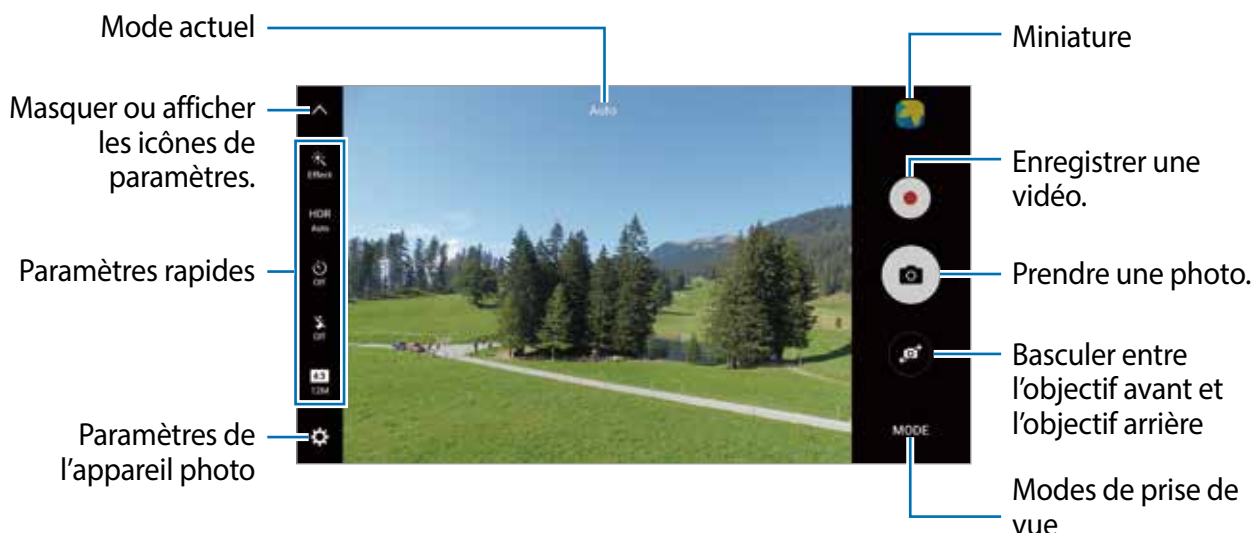 Mode actuel
Masquer ou afficher
les icônes de
paramètres.
Paramètres rapides
Paramètres de
l'appareil photo
Auto
Effect
HDR
Auto
Off
Off
4:3
12M
MODE
Miniature
Enregistrer une
vidéo.
Prendre une photo.
Basculer entre
l'objectif avant et
l'objectif arrière
Modes de prise de
vue